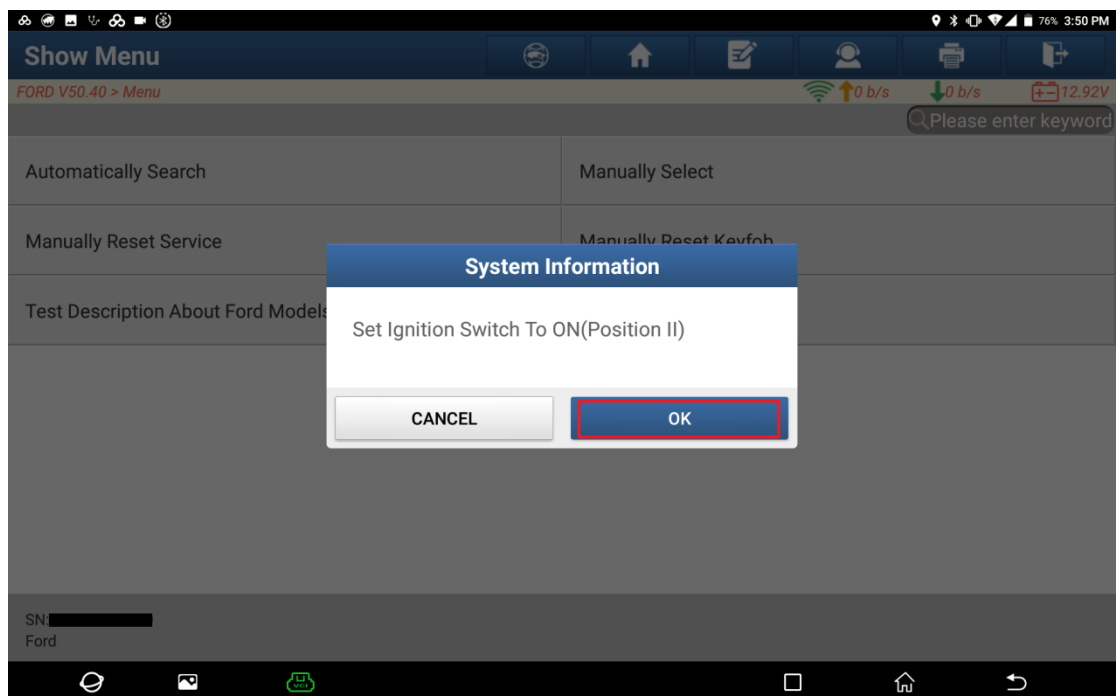 76% 3:50 PM
Show Menu
FORD V50.40 > Menu
0 b/s
0 b/s
12.92V
Please enter keyword
Automatically Search
Manually Select
Manually Reset Service
Manually Reset Keyfob
Test Description About Ford Models
System Information
Set Ignition Switch To ON(Position II)
CANCEL
OK
SN:
Ford
VCI